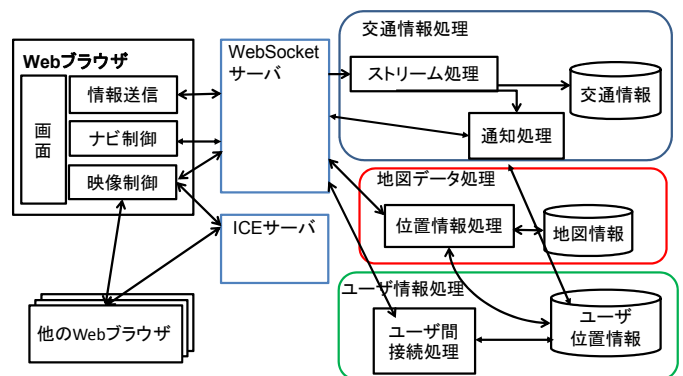 Webブラウザ
画
面
情報送信
ナビ制御
映像制御
他のWebブラウザ
WebSocket
サーバ
ICEサーバ
交通情報処理
ストリーム処理
交通情報
通知処理
地図データ処理
位置情報処理
地図情報
ユーザ情報処理
ユーザ間
接続処理
ユーザ
位置情報